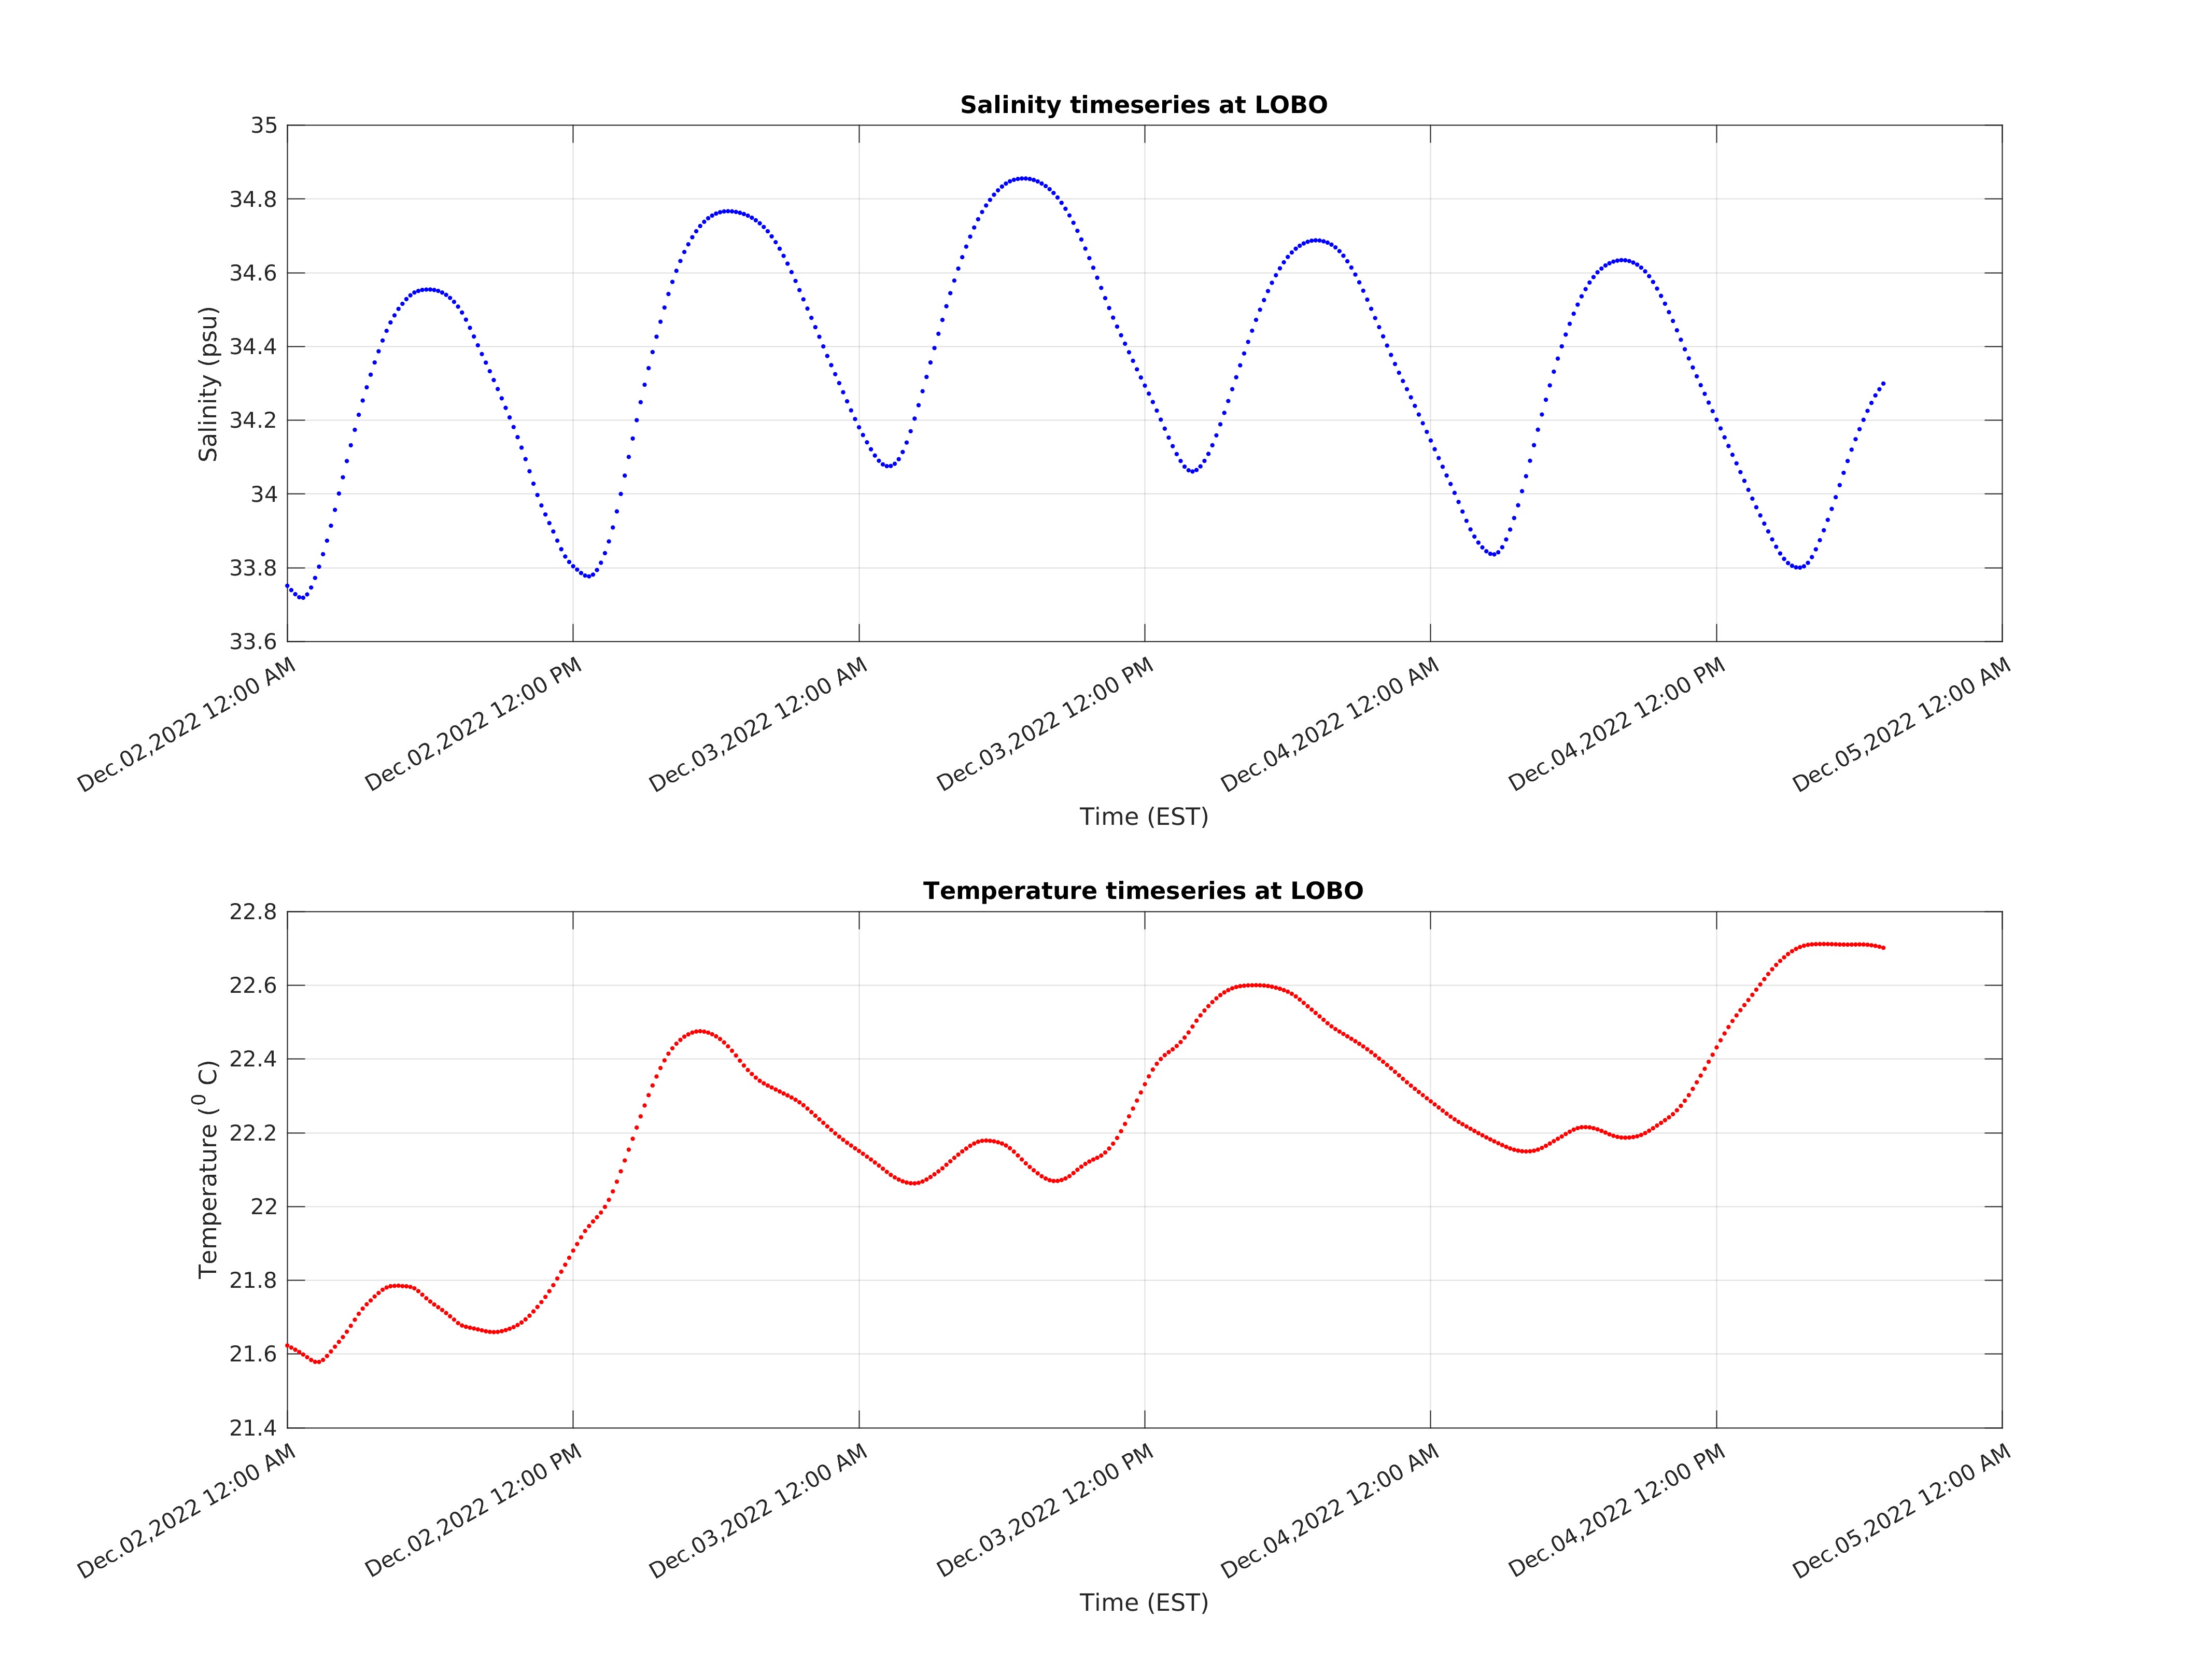 Salinity timeseries at LOBO
35
34.8
34.6
34.4
34.2
34
33.8
33.6
Salinity (psu)
Dec.02,2022 12:00 AM
Dec.02,2022 12:00 PM
Dec.03,2022 12:00 AM
Dec.03,2022 12:00 PM
Dec.04,2022 12:00 AM
Dec.04,2022 12:00 PM
Dec.05,2022 12:00 AM
Time (EST)
Temperature timeseries at LOBO
22.8
22.6
22.4
22.2
22
21.8
21.6
21.4
Temperature (⁰ C)
Dec.02,2022 12:00 AM
Dec.02,2022 12:00 PM
Dec.03,2022 12:00 AM
Dec.03,2022 12:00 PM
Dec.04,2022 12:00 AM
Dec.04,2022 12:00 PM
Dec.05,2022 12:00 AM
Time (EST)